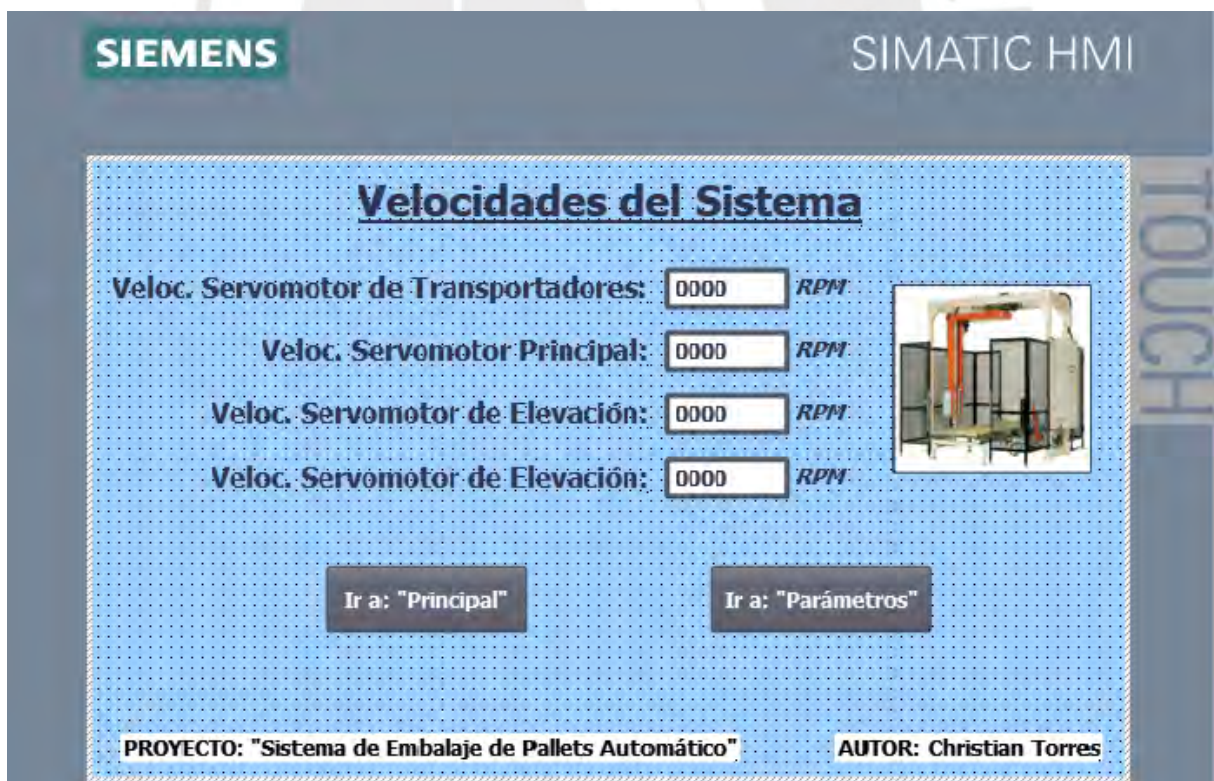 SIEMENS
SIMATIC HMI
TOUCH
Velocidades del Sistema
Veloc. Servomotor de Transportadores: 0000 RPM
Veloc. Servomotor Principal: 0000 RPM
Veloc. Servomotor de Elevación: 0000 RPM
Veloc. Servomotor de Elevación: 0000 RPM
Ir a: "Principal"
Ir a: "Parámetros"
PROYECTO: "Sistema de Embalaje de Pallets Automático"
AUTOR: Christian Torres